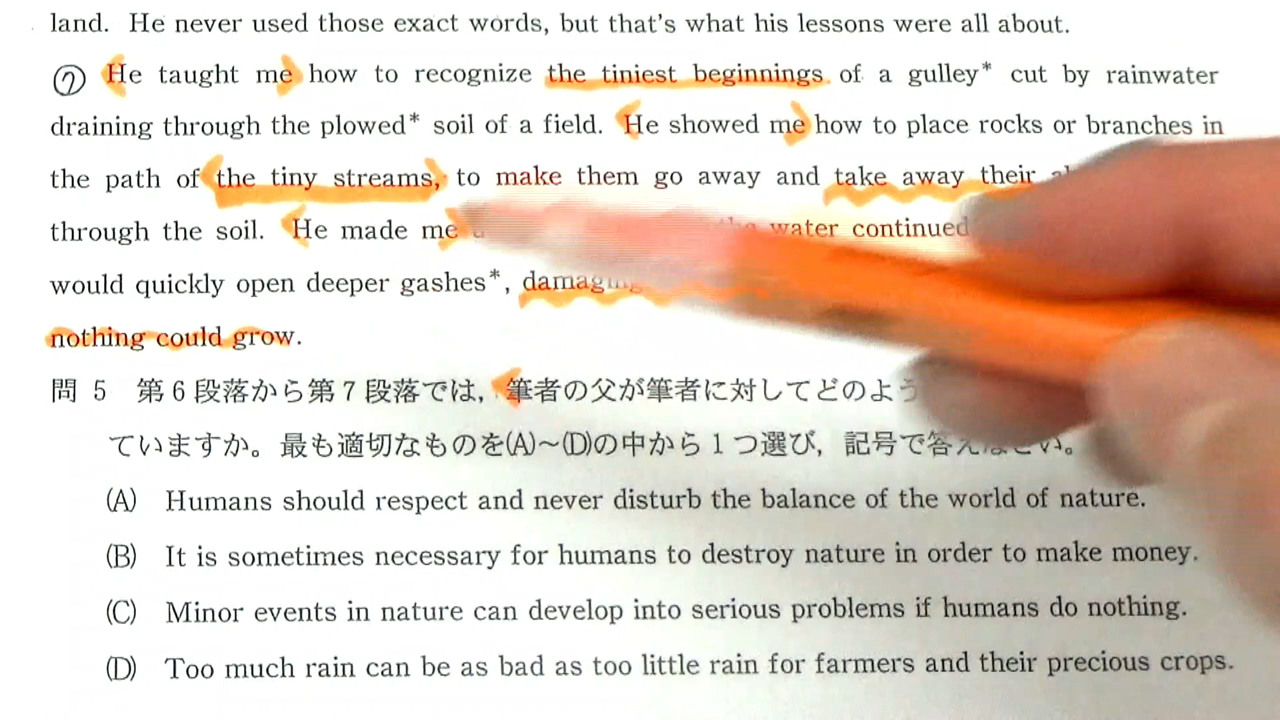 land. He never used those exact words, but that's what his lessons were all about.
⑦ He taught me how to recognize the tiniest beginnings of a gulley* cut by rainwater
draining through the plowed* soil of a field. He showed me how to place rocks or branches in
the path of the tiny streams, to make them go away and take away their
through the soil. He made me water continued
would quickly open deeper gashes*, damaging
nothing could grow.
問 5 第6段落から第7段落では, 筆者の父が筆者に対してどのよう
ていますか。最も適切なものを(A)~(D)の中から1つ選び, 記号で答え
(A) Humans should respect and never disturb the balance of the world of nature.
(B) It is sometimes necessary for humans to destroy nature in order to make money.
(C) Minor events in nature can develop into serious problems if humans do nothing.
(D) Too much rain can be as bad as too little rain for farmers and their precious crops.